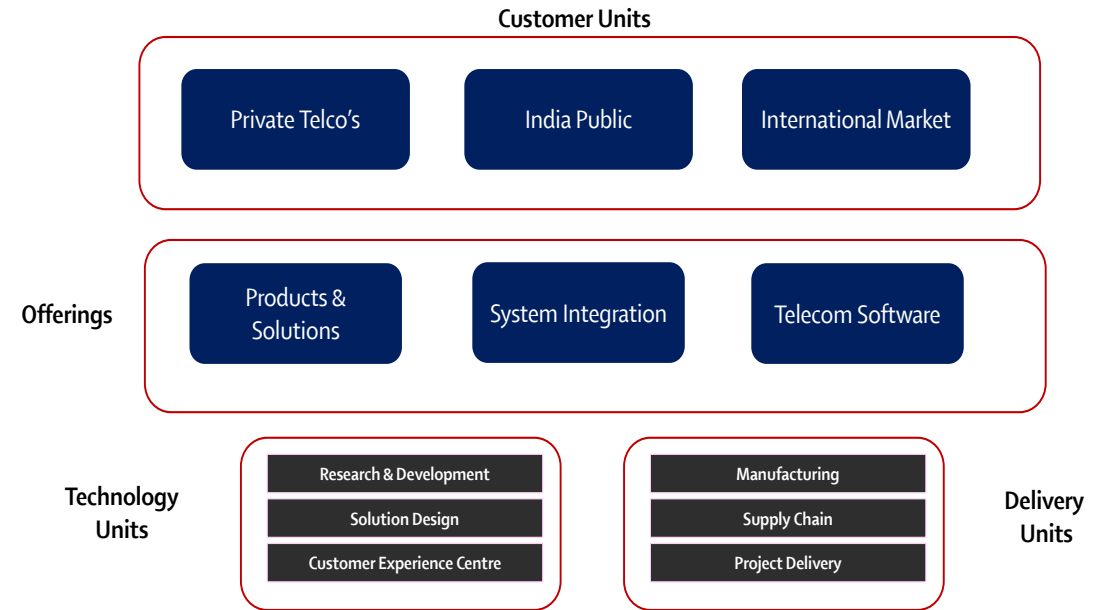 Customer Units
Private Telco's
India Public
International Market
Offerings
Products &
Solutions
System Integration
Telecom Software
Technology
Units
Research & Development
Solution Design
Customer Experience Centre
Manufacturing
Supply Chain
Project Delivery
Delivery
Units